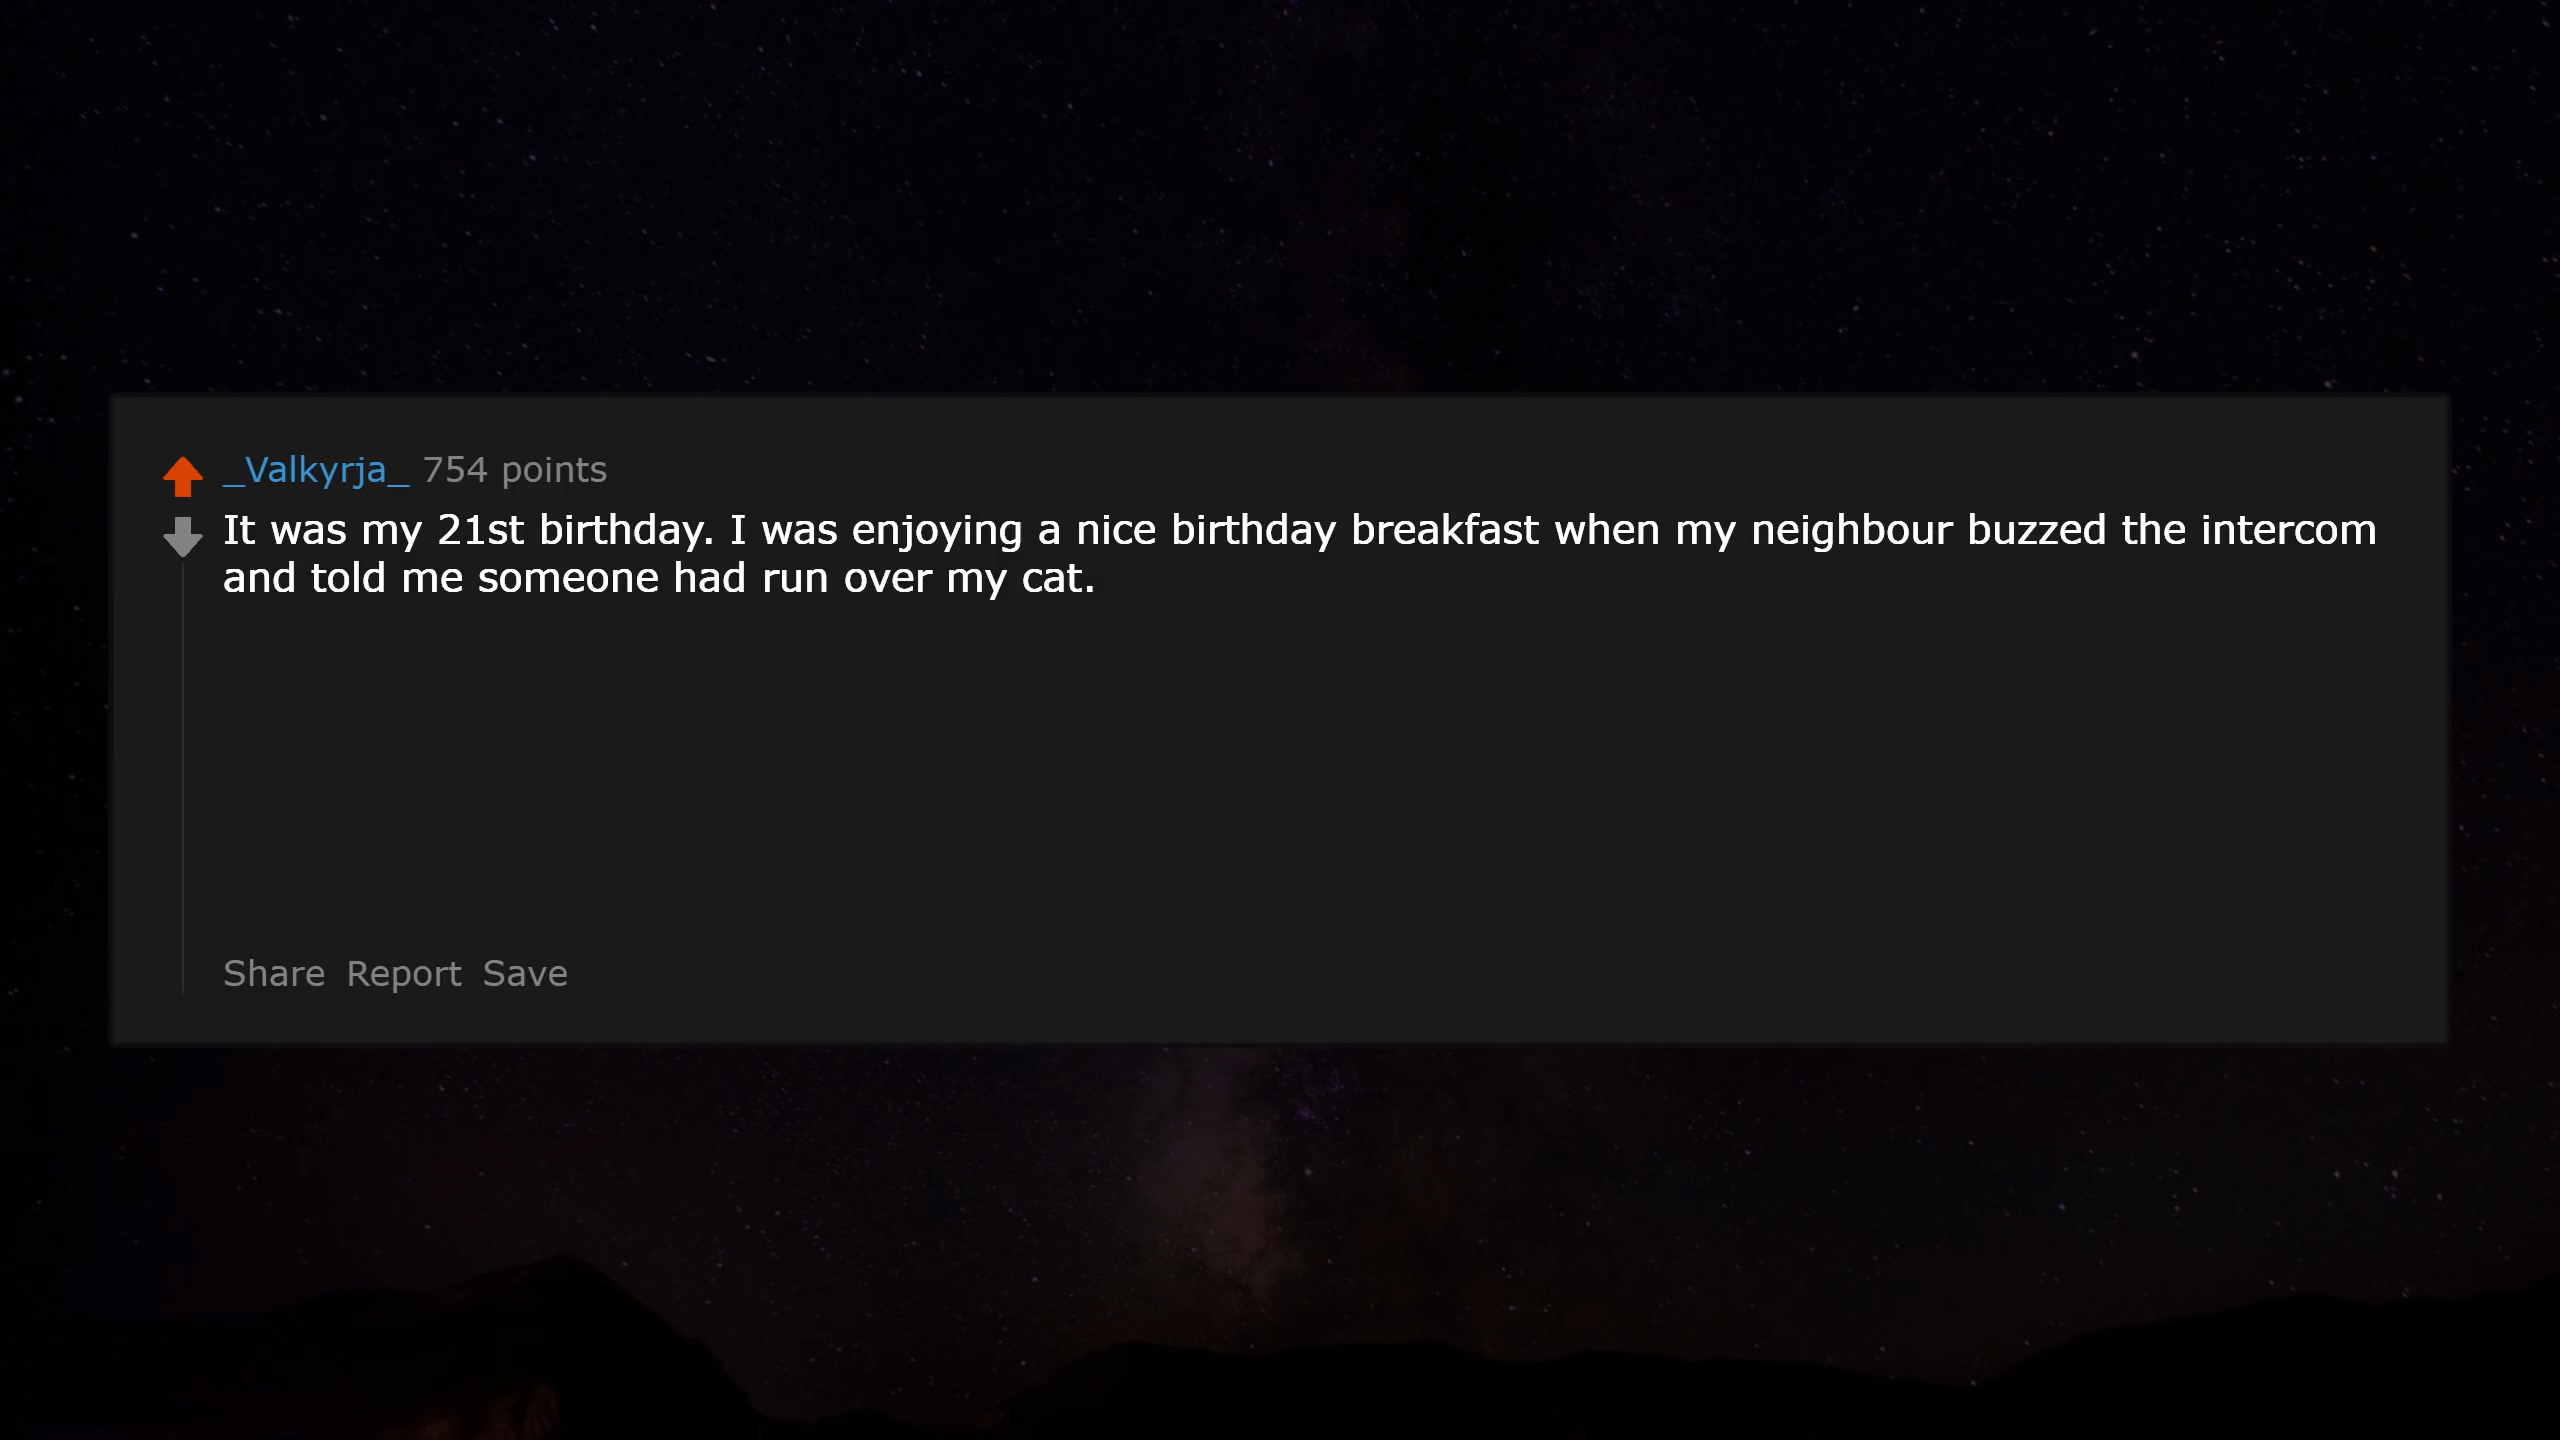 _Valkyrja_ 754 points
It was my 21st birthday. I was enjoying a nice birthday breakfast when my neighbour buzzed the intercom
and told me someone had run over my cat.
Share Report Save